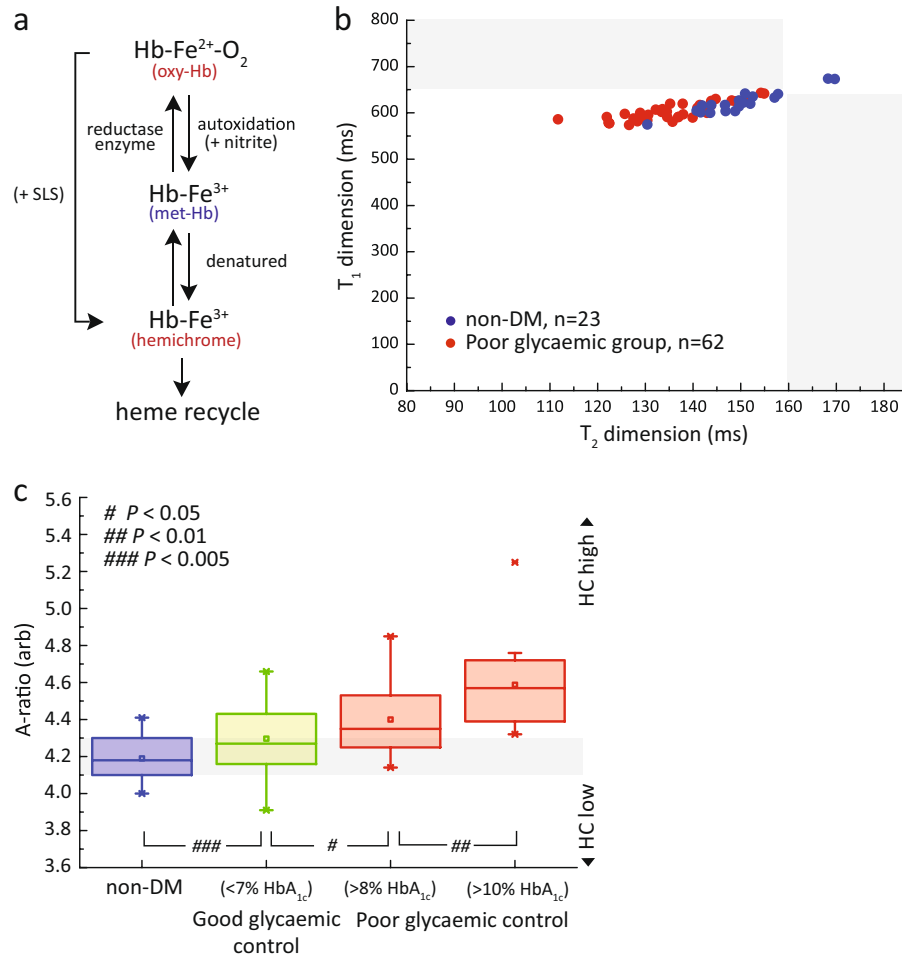 a
Hb-Fe²⁺-O₂
(oxy-Hb)
reductase
enzyme
autoxidation
(+ nitrite)
(+ SLS)
Hb-Fe³⁺
(met-Hb)
denatured
Hb-Fe³⁺
(hemichrome)
heme recycle
b
T₁ dimension (ms)
800
700
600
500
400
300
200
100
0
non-DM, n=23
Poor glycaemic group, n=62
80 90 100 110 120 130 140 150 160 170 180
T₂ dimension (ms)
c
A-ratio (arb)
5.6
5.4
5.2
5.0
4.8
4.6
4.4
4.2
4.0
3.8
3.6
# P < 0.05
## P < 0.01
### P < 0.005
HC high
HC low
### # ##
non-DM (<7% HbA₁c) (>8% HbA₁c) (>10% HbA₁c)
Good glycaemic
control
Poor glycaemic control